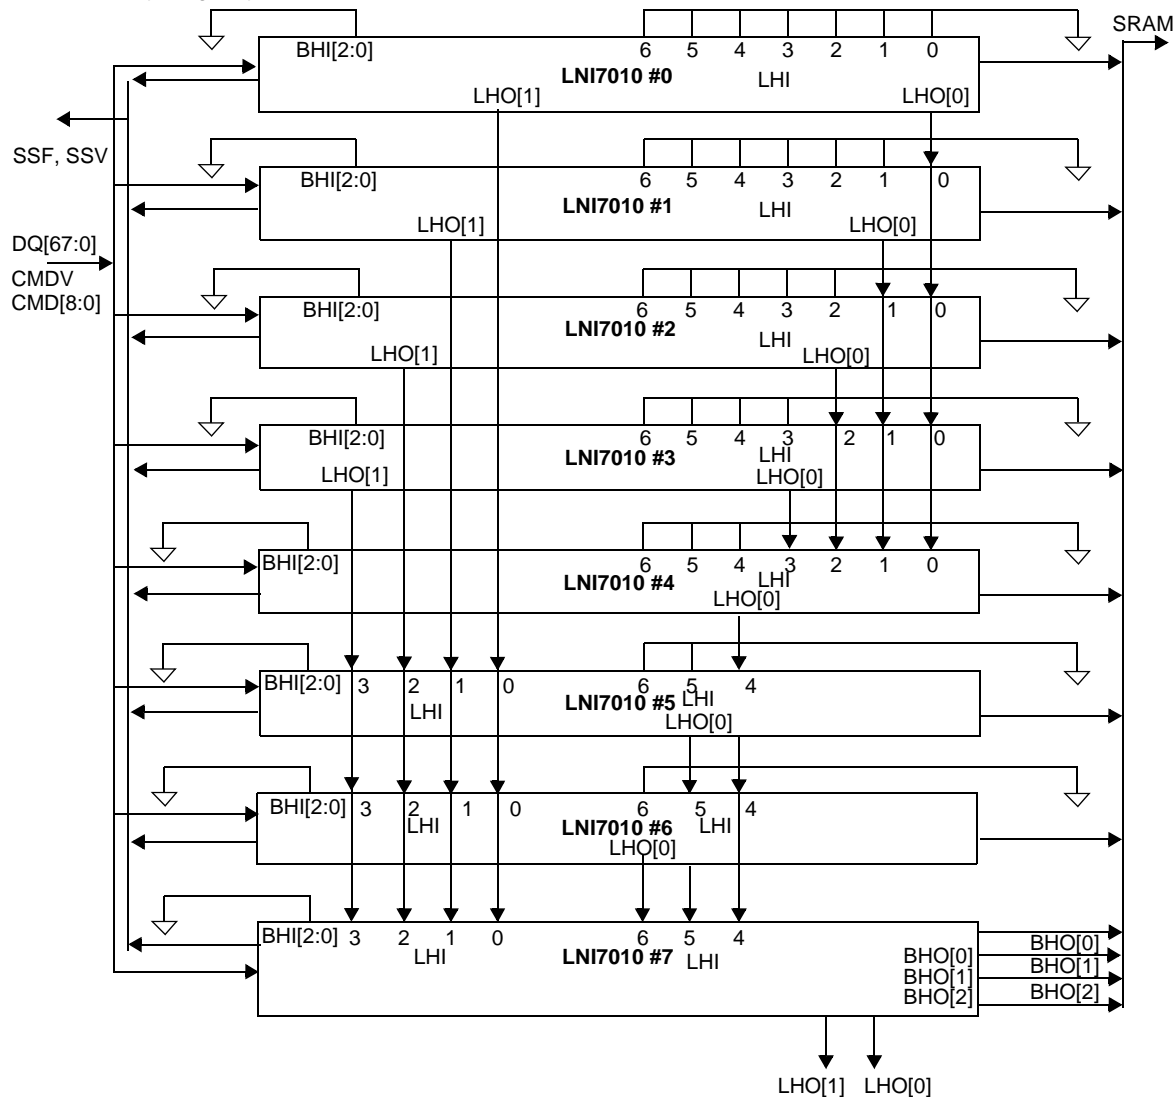 SRAM
BHI[2:0] 6 5 4 3 2 1 0
LNI7010 #0 LHI
LHO[1] LHO[0]
SSF, SSV
BHI[2:0] 6 5 4 3 2 1 0
LNI7010 #1 LHI
LHO[1] LHO[0]
DQ[67:0]
CMDV
CMD[8:0]
BHI[2:0] 6 5 4 3 2 1 0
LNI7010 #2 LHI
LHO[1] LHO[0]
BHI[2:0] 6 5 4 3 2 1 0
LNI7010 #3 LHI
LHO[1] LHO[0]
BHI[2:0] 6 5 4 3 2 1 0
LNI7010 #4 LHI
LHO[0]
BHI[2:0] 3 2 1 0 6 5 4
LHI LNI7010 #5 LHI
LHO[0]
BHI[2:0] 3 2 1 0 6 5 4
LHI LNI7010 #6 LHI
LHO[0]
BHI[2:0] 3 2 1 0 6 5 4
LHI LNI7010 #7 LHI
BHO[0] BHO[0]
BHO[1] BHO[1]
BHO[2] BHO[2]
LHO[1] LHO[0]